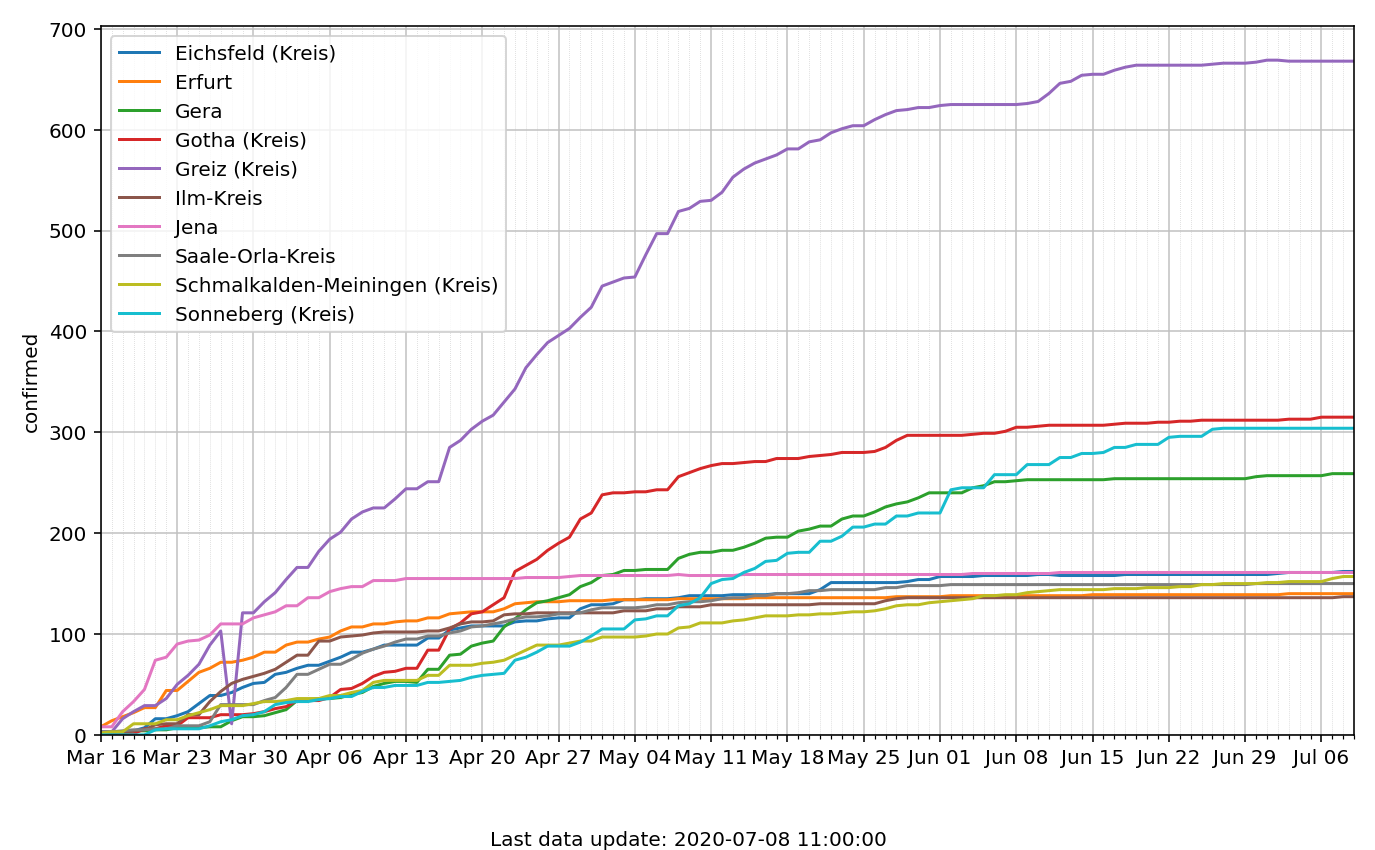 700
600
500
400
300
200
100
0
confirmed
Eichsfeld (Kreis)
Erfurt
Gera
Gotha (Kreis)
Greiz (Kreis)
Ilm-Kreis
Jena
Saale-Orla-Kreis
Schmalkalden-Meiningen (Kreis)
Sonneberg (Kreis)
Mar 16 Mar 23 Mar 30 Apr 06 Apr 13 Apr 20 Apr 27 May 04 May 11 May 18 May 25 Jun 01 Jun 08 Jun 15 Jun 22 Jun 29 Jul 06
Last data update: 2020-07-08 11:00:00